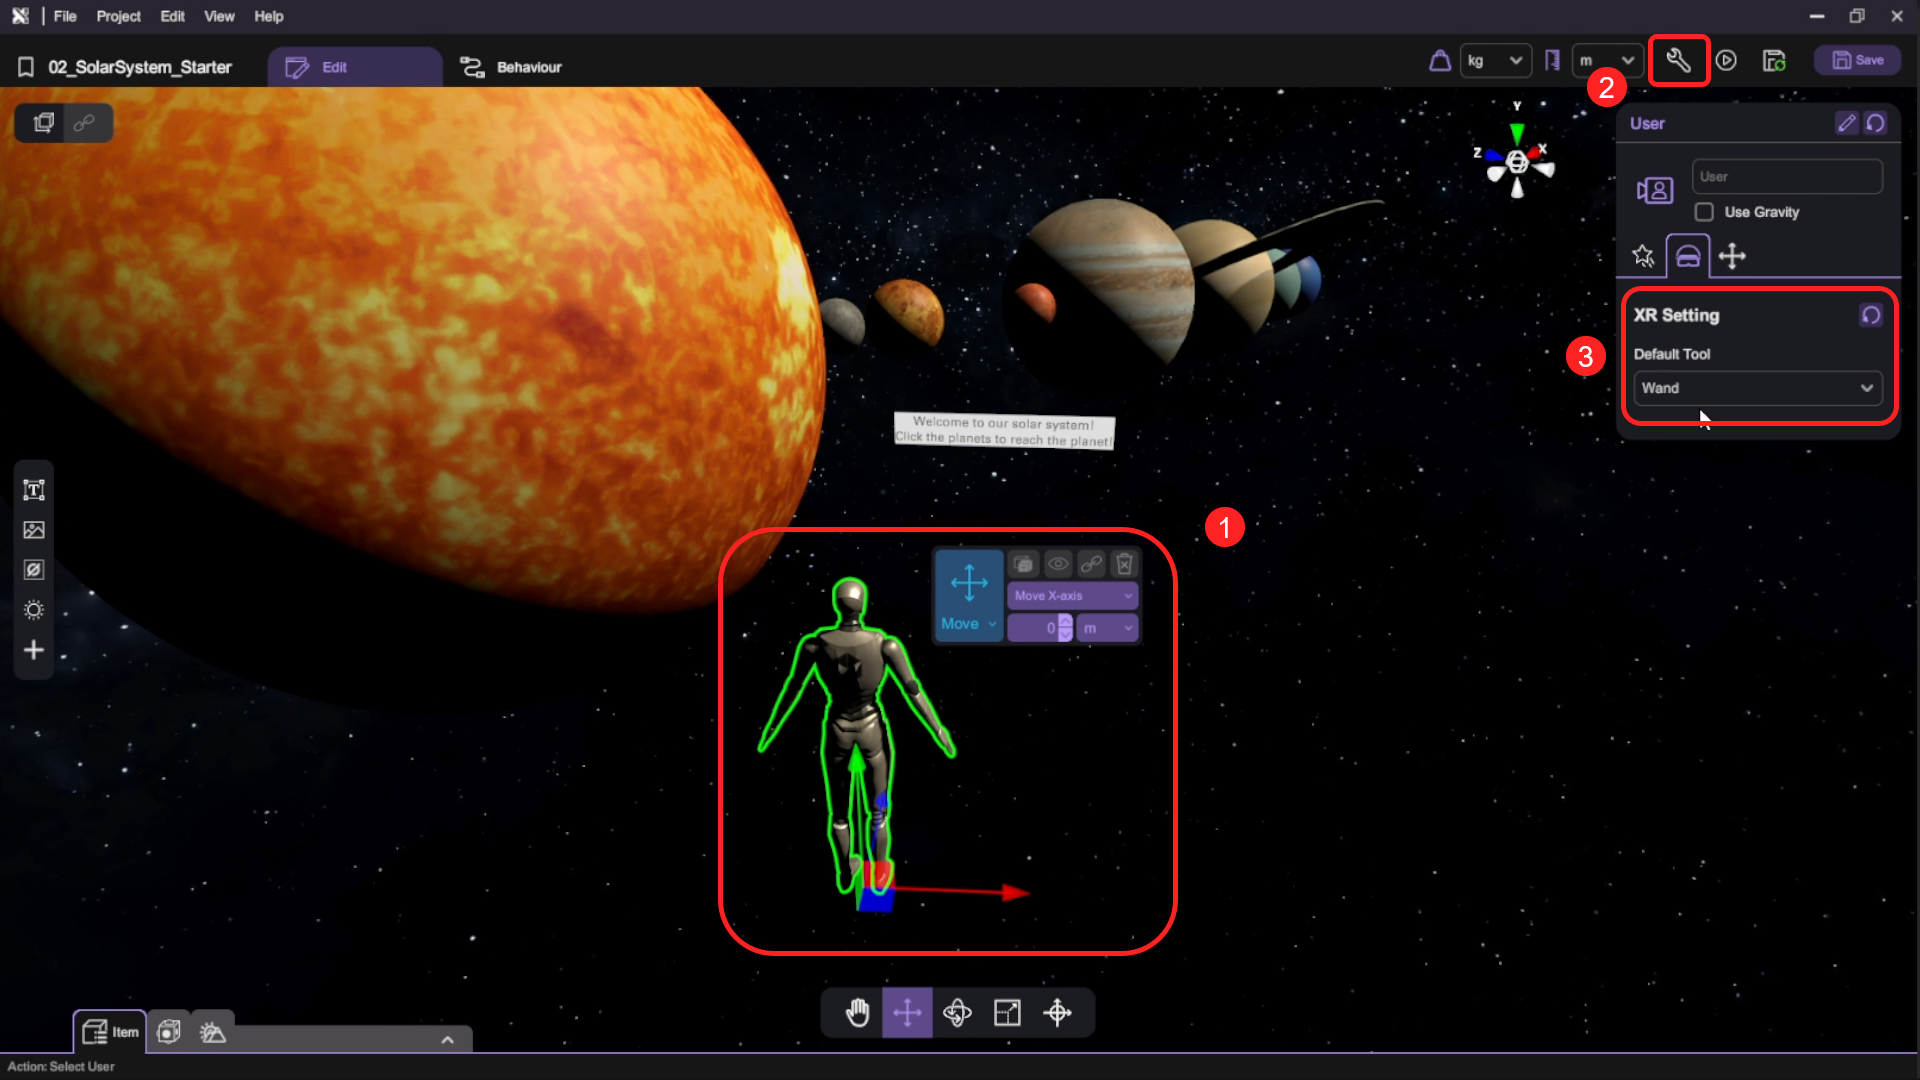 File Project Edit View Help
02_SolarSystem_Starter Edit Behaviour kg m Save
2
Y
Z X
User
User
Use Gravity
XR Setting
Default Tool
3
Wand
Welcome to our solar system!
Click the planets to reach the planet!
1
Move X-axis
Move 0 m
T
Item
Action: Select User